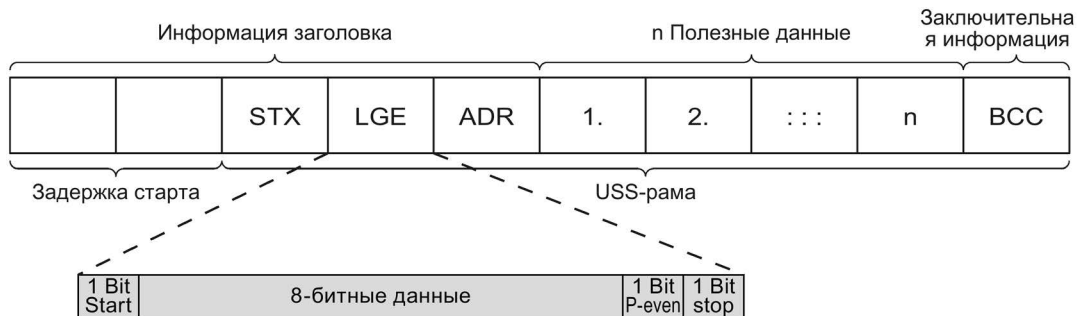 Информация заголовка
n Полезные данные
Заключительна
я информация
STX LGE ADR 1. 2. : : : n BCC
Задержка старта
USS-рама
1 Bit
Start
8-битные данные
1 Bit
P-even
1 Bit
stop